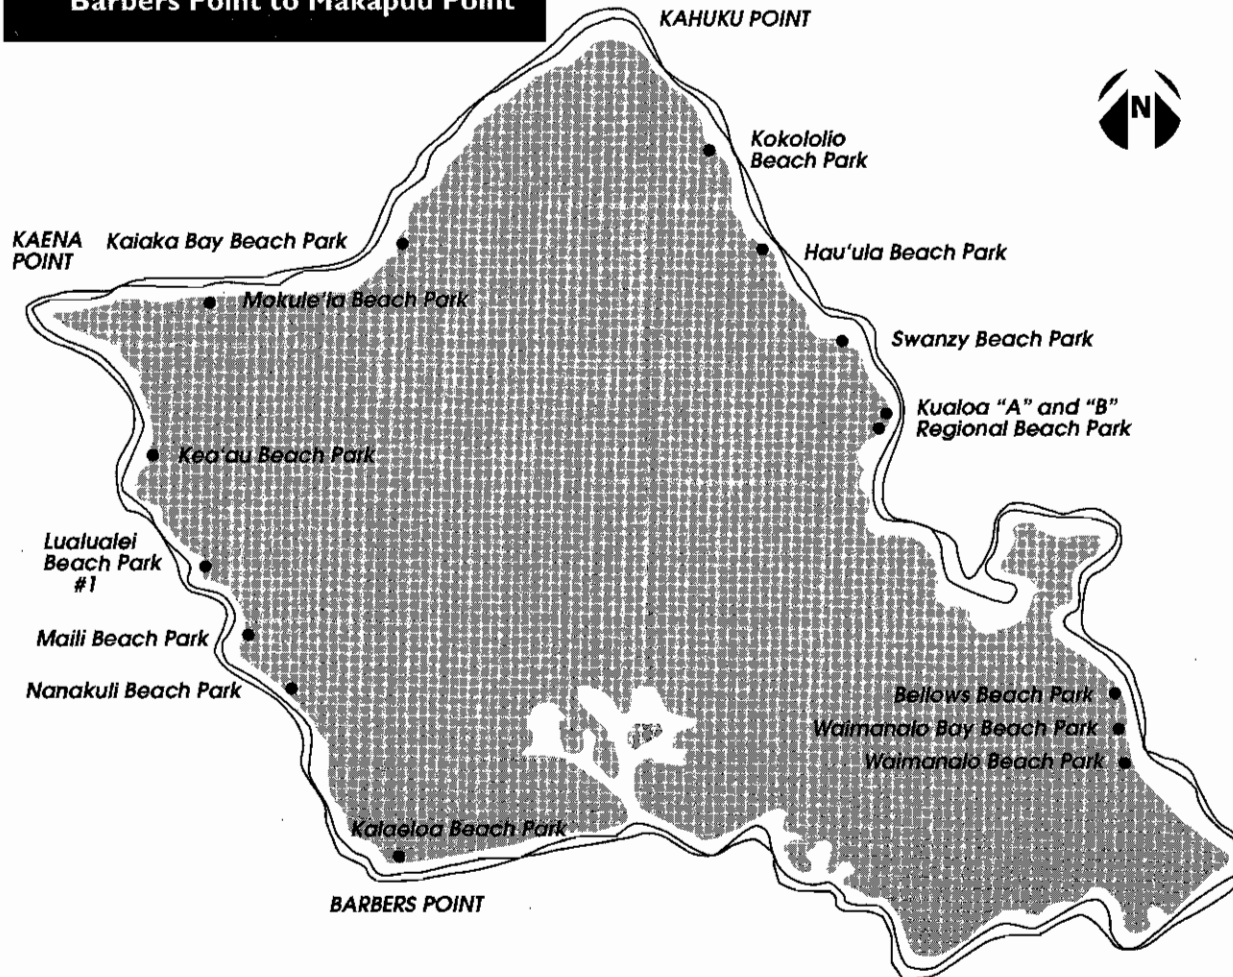 Barbers Point to Makapuu Point
KAHUKU POINT
N
Kokololio
Beach Park
KAENA
POINT
Kaiaka Bay Beach Park
Hau'ula Beach Park
Mokule'ia Beach Park
Swanzy Beach Park
Kualoa “A” and “B”
Regional Beach Park
Kea'au Beach Park
Lualualei
Beach Park
#1
Maili Beach Park
Nanakuli Beach Park
Bellows Beach Park
Waimanalo Bay Beach Park
Waimanalo Beach Park
Kalaeloa Beach Park
BARBERS POINT